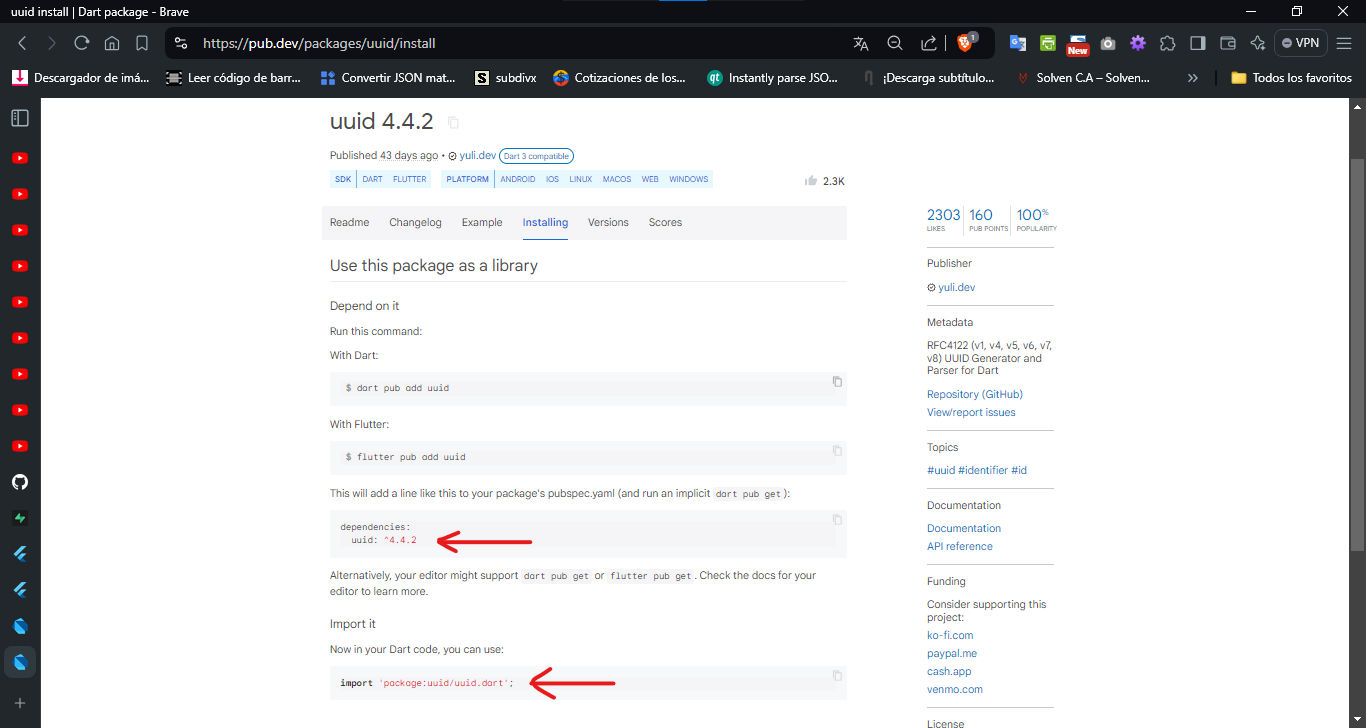 uuid install | Dart package - Brave
https://pub.dev/packages/uuid/install
1
New
VPN
Descargador de imá...
Leer código de barr...
Convertir JSON mat...
S subdivx
Cotizaciones de los...
qt Instantly parse JSO...
¡Descarga subtítulo...
Solven C.A – Solven...
»
Todos los favoritos
uuid 4.4.2
Published 43 days ago • yuli.dev Dart 3 compatible
SDK DART FLUTTER PLATFORM ANDROID IOS LINUX MACOS WEB WINDOWS
2.3K
Readme Changelog Example Installing Versions Scores
Use this package as a library
Depend on it
Run this command:
With Dart:
$ dart pub add uuid
With Flutter:
$ flutter pub add uuid
This will add a line like this to your package's pubspec.yaml (and run an implicit dart pub get):
dependencies:
uuid: ^4.4.2
Alternatively, your editor might support dart pub get or flutter pub get. Check the docs for your
editor to learn more.
Import it
Now in your Dart code, you can use:
import 'package:uuid/uuid.dart';
2303 160 100%
LIKES PUB POINTS POPULARITY
Publisher
yuli.dev
Metadata
RFC4122 (v1, v4, v5, v6, v7,
v8) UUID Generator and
Parser for Dart
Repository (GitHub)
View/report issues
Topics
#uuid #identifier #id
Documentation
Documentation
API reference
Funding
Consider supporting this
project:
ko-fi.com
paypal.me
cash.app
venmo.com
License